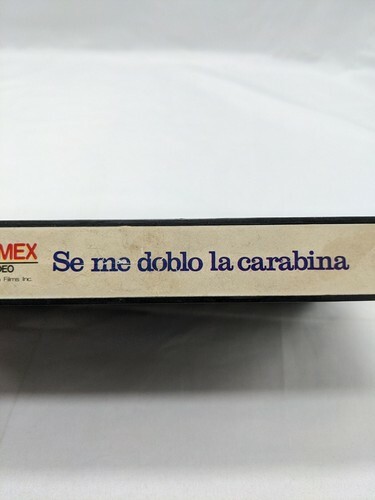 MEX
DEO
Films Inc.
Se me doblo la carabina